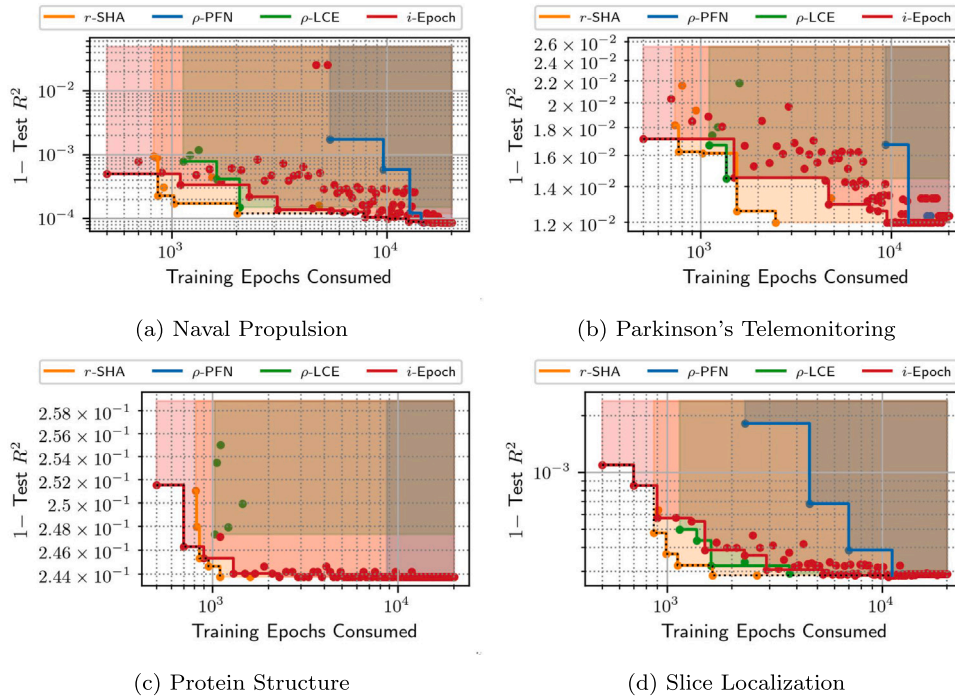 r-SHA ρ-PFN ρ-LCE i-Epoch
r-SHA ρ-PFN ρ-LCE i-Epoch
1− Test R²
10⁻²
10⁻³
10⁻⁴
10³ 10⁴
Training Epochs Consumed
1− Test R²
2.6 × 10⁻²
2.4 × 10⁻²
2.2 × 10⁻²
2 × 10⁻²
1.8 × 10⁻²
1.6 × 10⁻²
1.4 × 10⁻²
1.2 × 10⁻²
10³ 10⁴
Training Epochs Consumed
(a) Naval Propulsion
(b) Parkinson's Telemonitoring
r-SHA ρ-PFN ρ-LCE i-Epoch
r-SHA ρ-PFN ρ-LCE i-Epoch
1− Test R²
2.58 × 10⁻¹
2.56 × 10⁻¹
2.54 × 10⁻¹
2.52 × 10⁻¹
2.5 × 10⁻¹
2.48 × 10⁻¹
2.46 × 10⁻¹
2.44 × 10⁻¹
10³ 10⁴
Training Epochs Consumed
1− Test R²
10⁻³
10³ 10⁴
Training Epochs Consumed
(c) Protein Structure
(d) Slice Localization